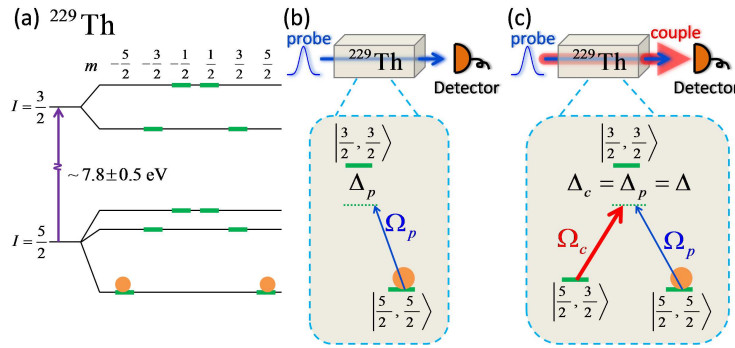 (a) ²²⁹Th
m −5/2 −3/2 −1/2 1/2 3/2 5/2
I = 3/2
~ 7.8±0.5 eV
I = 5/2
(b)
probe
²²⁹Th
Detector
|3/2, 3/2⟩
Δp
Ωp
|5/2, 5/2⟩
(c)
probe
couple
²²⁹Th
Detector
|3/2, 3/2⟩
Δc = Δp = Δ
Ωc
Ωp
|5/2, 3/2⟩
|5/2, 5/2⟩